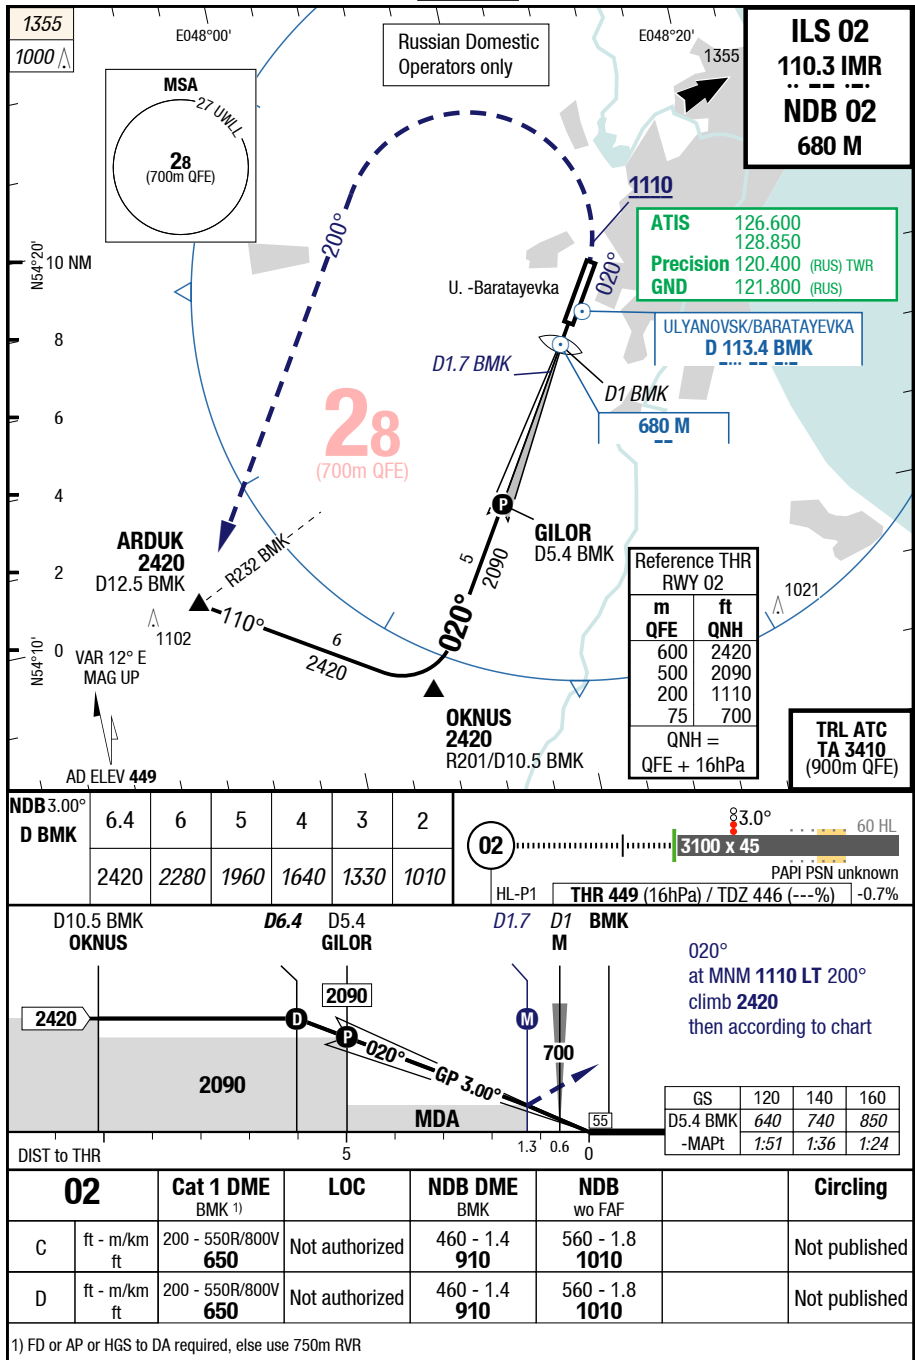 1355
1000
E048°00'
Russian Domestic
Operators only
E048°20'
1355
ILS 02
110.3 IMR
NDB 02
680 M
MSA
27 UWLL
28
(700m QFE)
200°
1110
020°
ATIS 126.600
128.850
Precision 120.400 (RUS) TWR
GND 121.800 (RUS)
N54°20'
10 NM
U. -Baratayevka
ULYANOVSK/BARATAYEVKA
D 113.4 BMK
8
D1.7 BMK
D1 BMK
6
28
(700m QFE)
680 M
4
ARDUK
2420
D12.5 BMK
R232 BMK
GILOR
D5.4 BMK
5
2090
2
110°
6
2420
020°
1102
1021
N54°10'
0
VAR 12° E
MAG UP
AD ELEV 449
OKNUS
2420
R201/D10.5 BMK
Reference THR
RWY 02
m ft
QFE QNH
600 2420
500 2090
200 1110
75 700
QNH =
QFE + 16hPa
TRL ATC
TA 3410
(900m QFE)
NDB 3.00°
D BMK
6.4 6 5 4 3 2
2420 2280 1960 1640 1330 1010
02
3.0°
60 HL
3100 x 45
PAPI PSN unknown
HL-P1
THR 449 (16hPa) / TDZ 446 (---%)
-0.7%
D10.5 BMK D6.4 D5.4 D1.7 D1 BMK
OKNUS GILOR M
020°
at MNM 1110 LT 200°
climb 2420
then according to chart
2420
D
2090
P
020°
GP 3.00°
M
700
2090
MDA
55
DIST to THR
5
1.3 0.6 0
GS 120 140 160
D5.4 BMK 640 740 850
-MAPt 1:51 1:36 1:24
02 Cat 1 DME LOC NDB DME NDB Circling
BMK 1) BMK wo FAF
C ft - m/km 200 - 550R/800V Not authorized 460 - 1.4 560 - 1.8 Not published
ft 650 910 1010
D ft - m/km 200 - 550R/800V Not authorized 460 - 1.4 560 - 1.8 Not published
ft 650 910 1010
1) FD or AP or HGS to DA required, else use 750m RVR